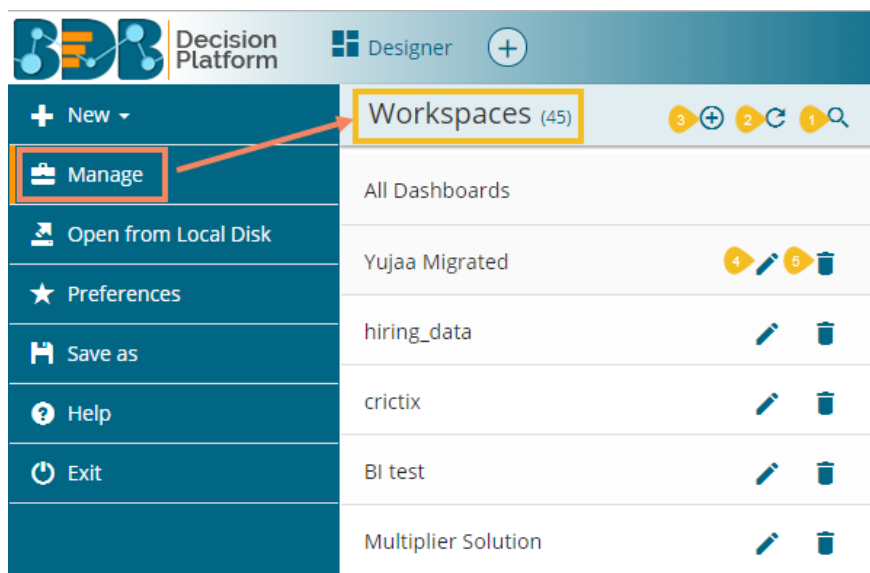 BDB Decision Platform
Designer
New
Manage
Open from Local Disk
Preferences
Save as
Help
Exit
Workspaces (45)
3 2 1
All Dashboards
Yujaa Migrated 4 5
hiring_data
crictix
BI test
Multiplier Solution